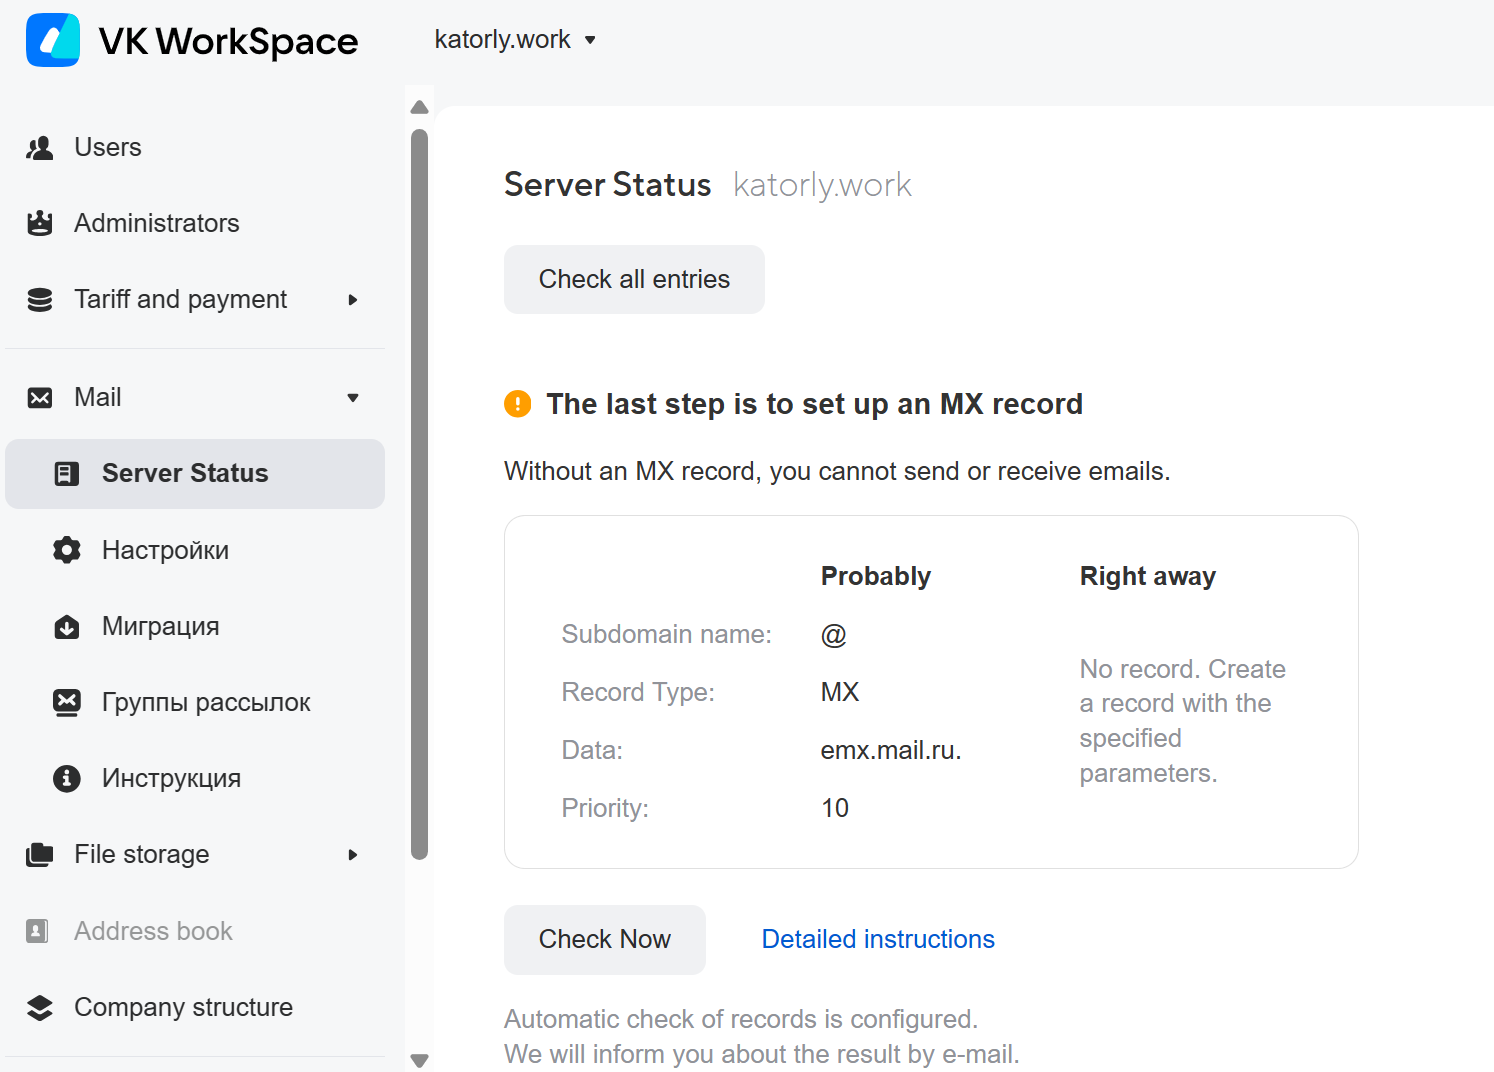 VK WorkSpace
katorly.work
Users
Administrators
Tariff and payment
Mail
Server Status
Настройки
Миграция
Группы рассылок
Инструкция
File storage
Address book
Company structure
Server Status katorly.work
Check all entries
The last step is to set up an MX record
Without an MX record, you cannot send or receive emails.
Probably
Right away
Subdomain name: @
Record Type: MX
Data: emx.mail.ru.
Priority: 10
No record. Create
a record with the
specified
parameters.
Check Now
Detailed instructions
Automatic check of records is configured.
We will inform you about the result by e-mail.